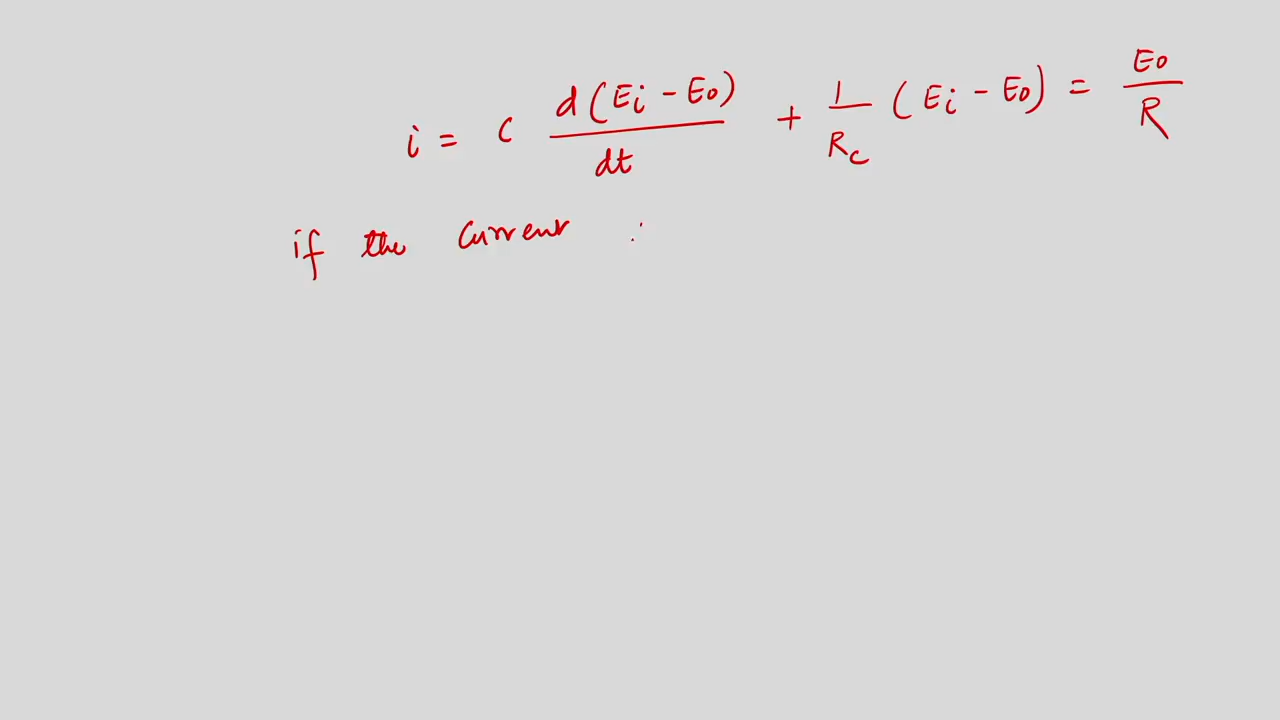 i = C d(Ei - Eo)/dt + 1/Rc (Ei - Eo) = Eo/R
if the current